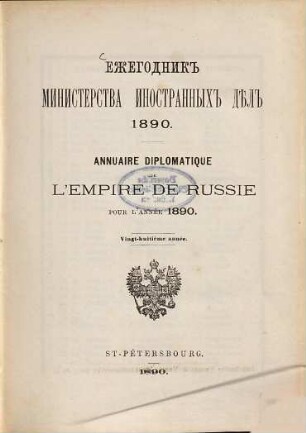 ЕЖЕГОДНИКЪ
МИНИСТЕРСТВА ИНОСТРАННЫХЪ ДѢЛЪ
1890.
ANNUAIRE DIPLOMATIQUE
DE
L'EMPIRE DE RUSSIE
POUR L'ANNÉE 1890.
Vingt-huitième année.
ST-PÉTERSBOURG.
1890.